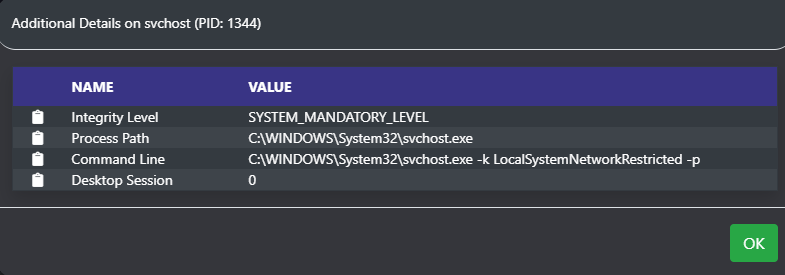 Additional Details on svchost (PID: 1344)
NAME VALUE
Integrity Level SYSTEM_MANDATORY_LEVEL
Process Path C:\WINDOWS\System32\svchost.exe
Command Line C:\WINDOWS\System32\svchost.exe -k LocalSystemNetworkRestricted -p
Desktop Session 0
OK